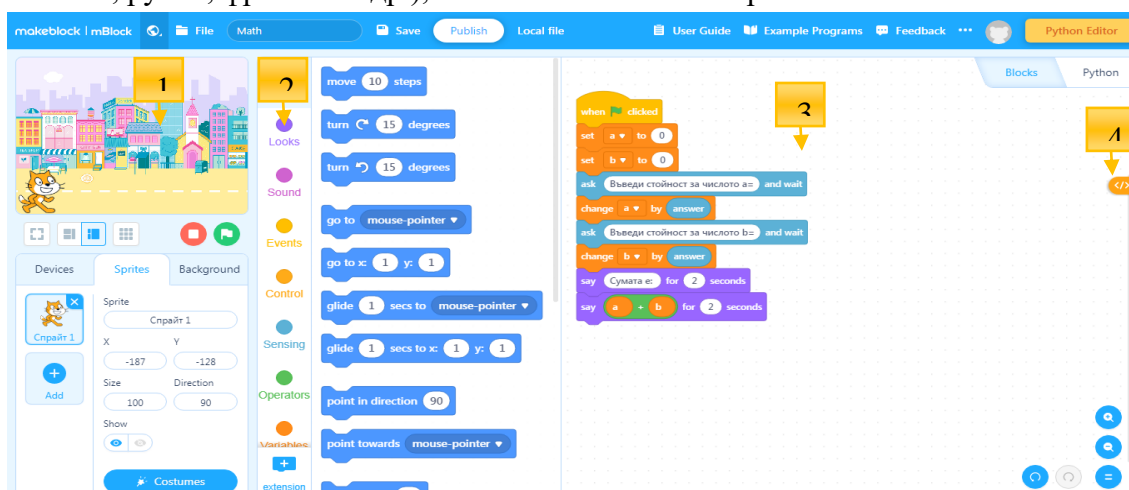 makeblock | mBlock File Math Save Publish Local file User Guide Example Programs Feedback ••• Python Editor
1
2
3
4
Blocks Python
Looks
Sound
Events
Control
Sensing
Operators
Variables
extension
move 10 steps
turn 15 degrees
turn 15 degrees
go to mouse-pointer
go to x: 1 y: 1
glide 1 secs to mouse-pointer
glide 1 secs to x: 1 y: 1
point in direction 90
point towards mouse-pointer
when clicked
set a to 0
set b to 0
ask Въведи стойност за числото a= and wait
change a by answer
ask Въведи стойност за числото b= and wait
change b by answer
say Сумата е: for 2 seconds
say a + b for 2 seconds
</>
Devices Sprites Background
Спрайт 1
Add
Sprite
Спрайт 1
X Y
-187 -128
Size Direction
100 90
Show
Costumes